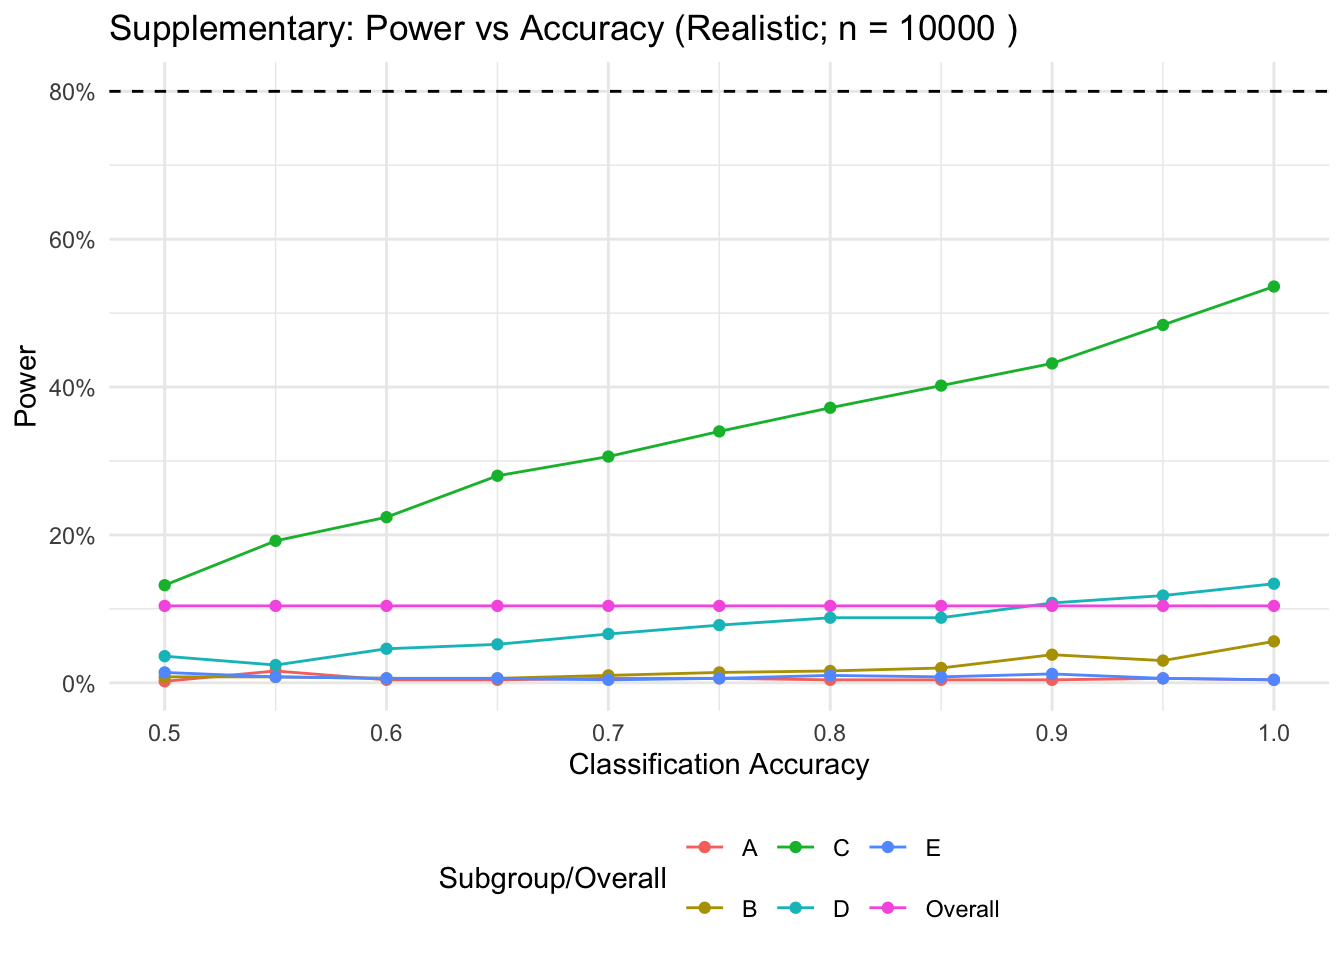 Supplementary: Power vs Accuracy (Realistic; n = 10000 )
80%
60%
40%
20%
0%
Power
0.5 0.6 0.7 0.8 0.9 1.0
Classification Accuracy
Subgroup/Overall
A C E
B D Overall